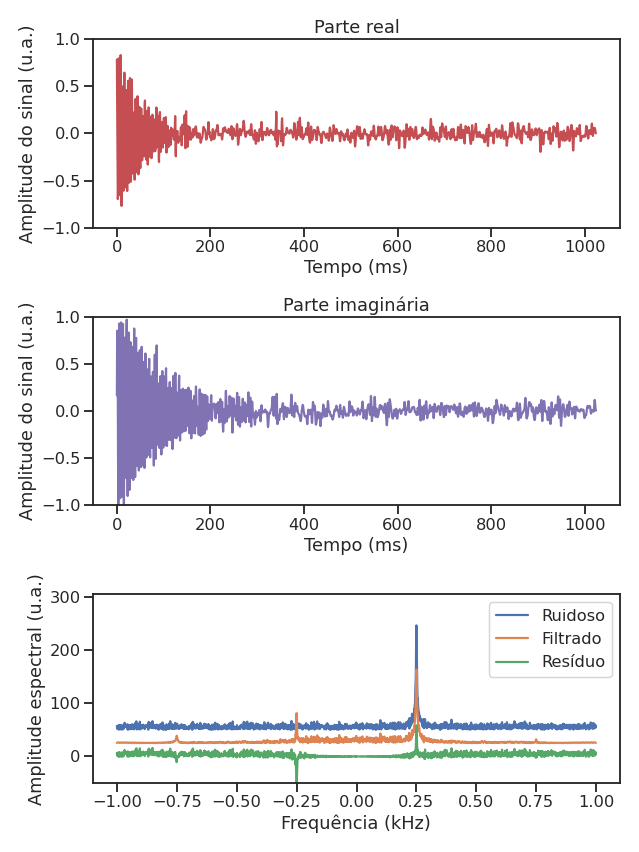 Parte real
Amplitude do sinal (u.a.)
1.0
0.5
0.0
−0.5
−1.0
0 200 400 600 800 1000
Tempo (ms)
Parte imaginária
Amplitude do sinal (u.a.)
1.0
0.5
0.0
−0.5
−1.0
0 200 400 600 800 1000
Tempo (ms)
Amplitude espectral (u.a.)
300
200
100
0
Ruidoso
Filtrado
Resíduo
−1.00 −0.75 −0.50 −0.25 0.00 0.25 0.50 0.75 1.00
Frequência (kHz)